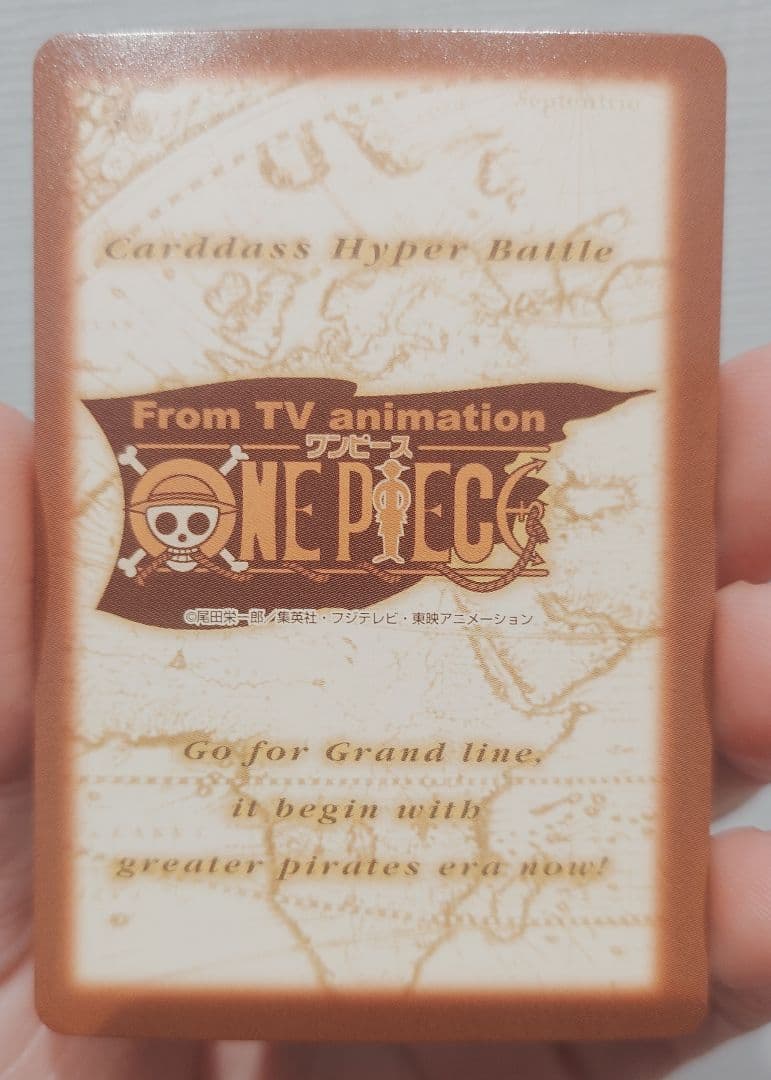 Septentrio
Carddass Hyper Battle
From TV animation
ワンピース
ONE PIECE
©尾田栄一郎／集英社・フジテレビ・東映アニメーション
Go for Grand line,
it begin with
greater pirates era now!